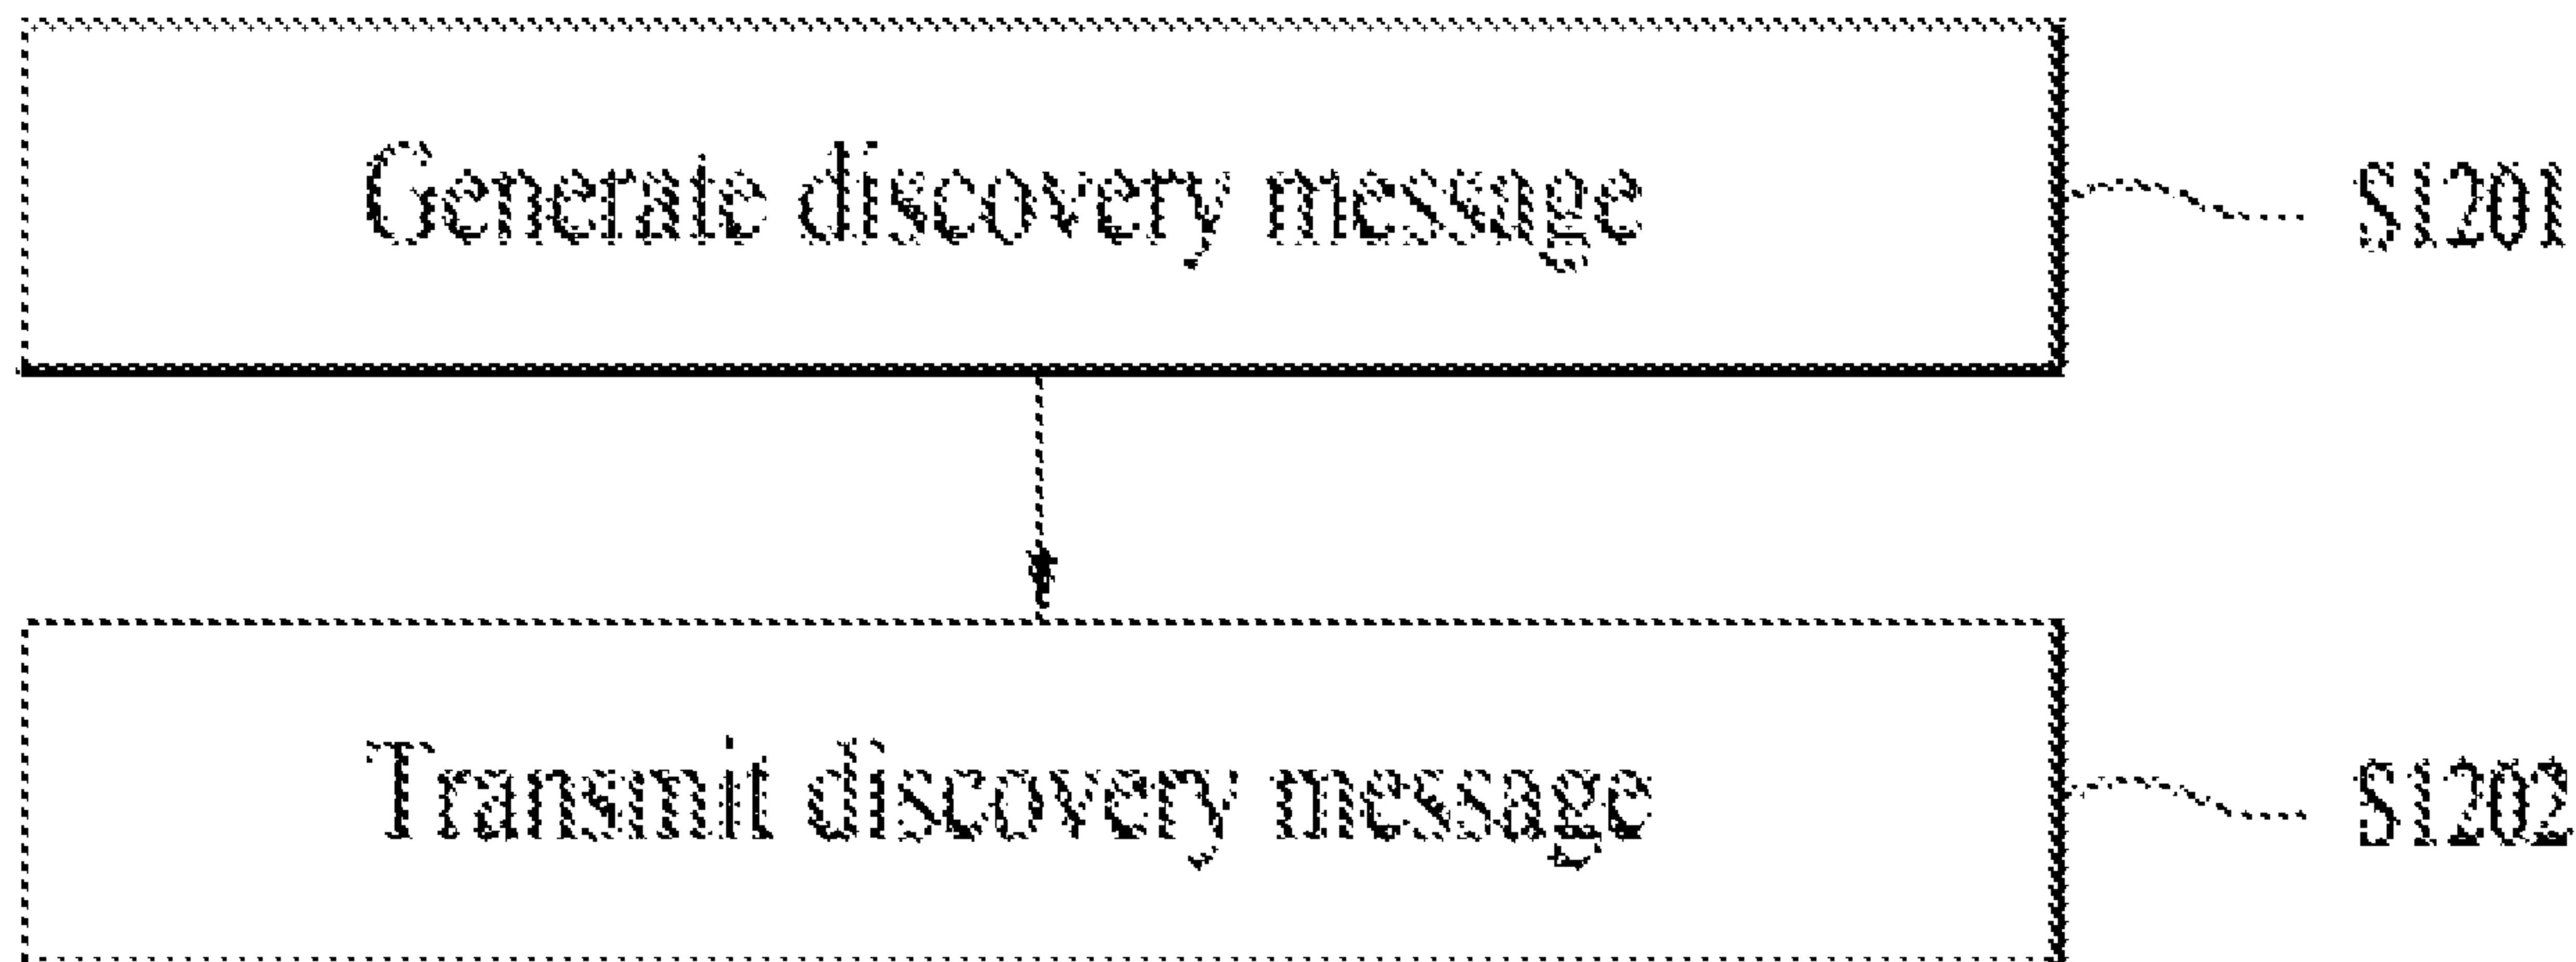 Generate discovery message
S1201
Transmit discovery message
S1202